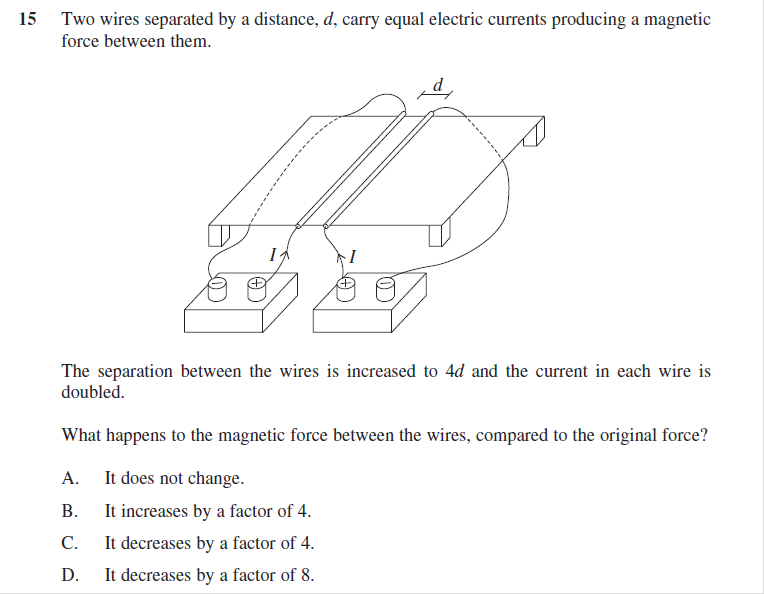 15 Two wires separated by a distance, d, carry equal electric currents producing a magnetic
force between them.
d
I
I
− + + −
The separation between the wires is increased to 4d and the current in each wire is
doubled.
What happens to the magnetic force between the wires, compared to the original force?
A. It does not change.
B. It increases by a factor of 4.
C. It decreases by a factor of 4.
D. It decreases by a factor of 8.